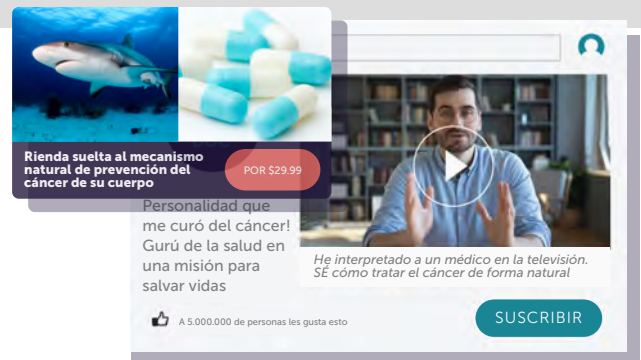 Rienda suelta al mecanismo
natural de prevención del
cáncer de su cuerpo
POR $29.99
Personalidad que
me curó del cáncer!
Gurú de la salud en
una misión para
salvar vidas
He interpretado a un médico en la televisión.
SÉ cómo tratar el cáncer de forma natural
A 5.000.000 de personas les gusta esto
SUSCRIBIR